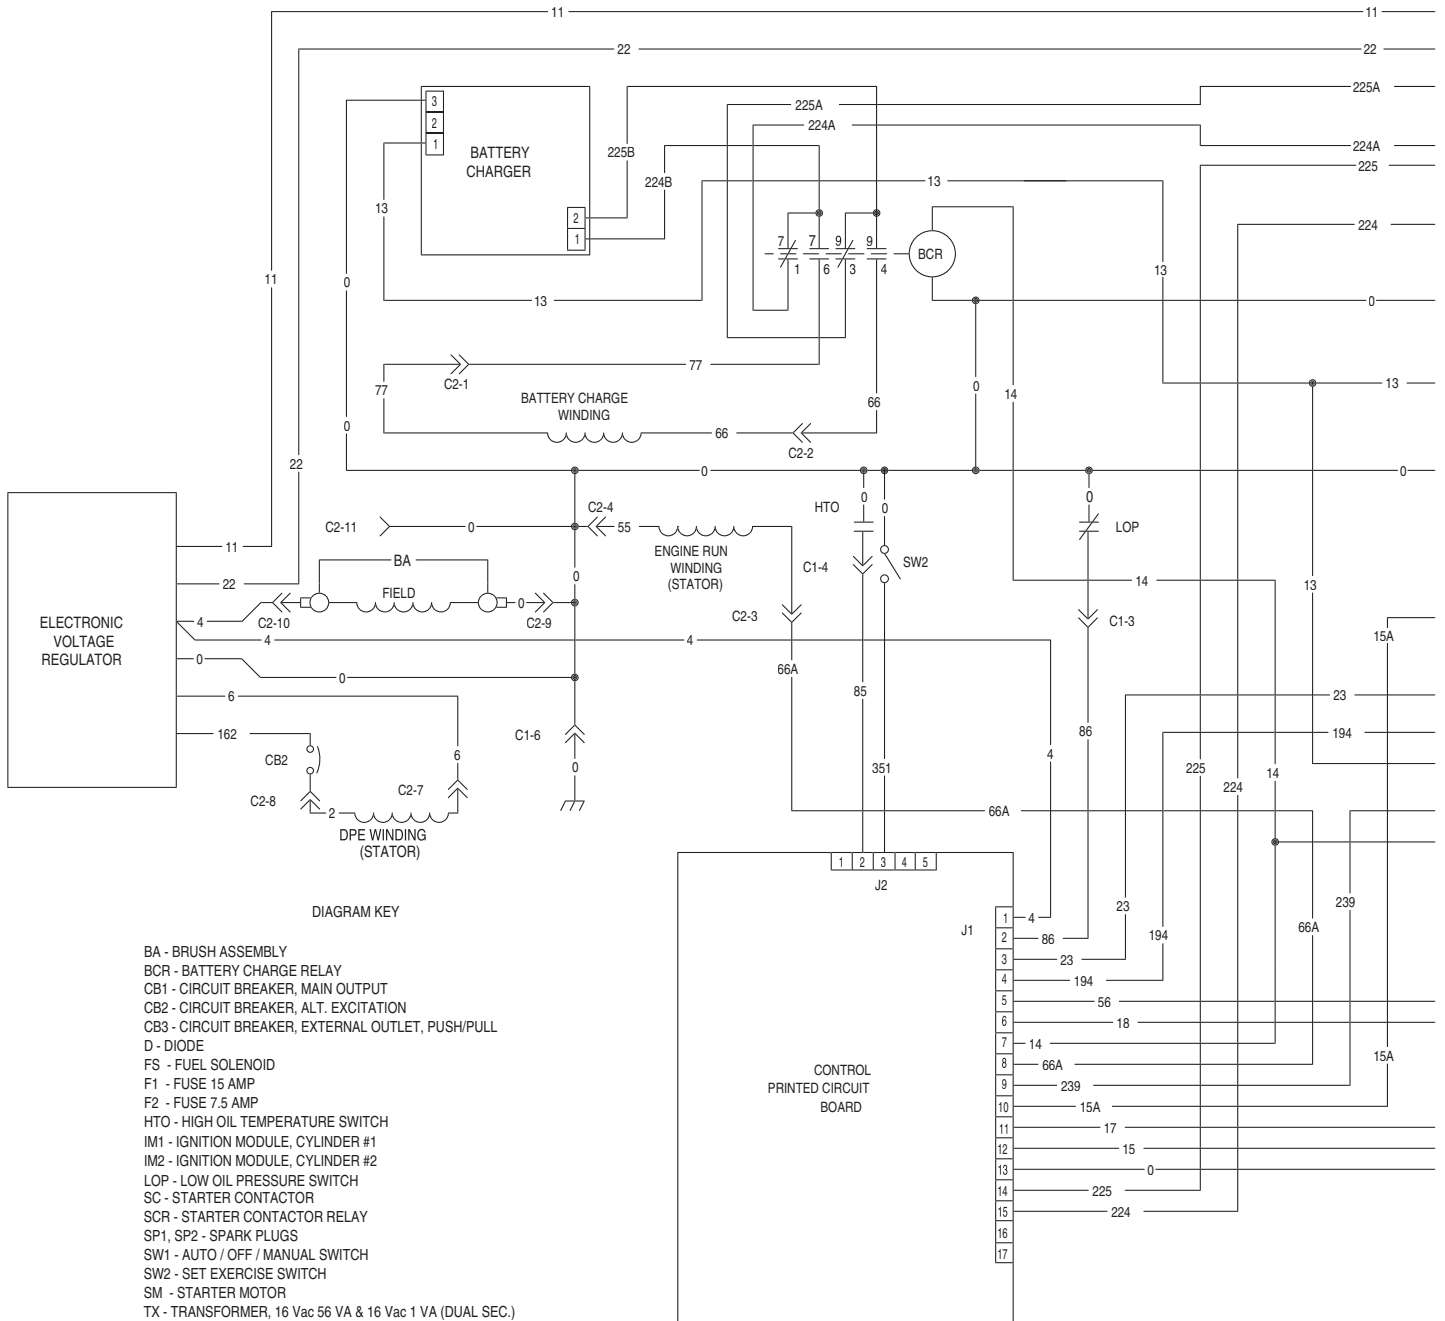 11
11
22
22
225A
225A
224A
224A
225
225B
224B
3
2
1
BATTERY
CHARGER
2
1
13
13
224
7
7
9
9
1
6
3
4
BCR
11
0
13
13
0
77
C2-1
77
0
14
13
BATTERY CHARGE
WINDING
66
66
C2-2
0
22
0
0
C2-4
HTO
0
0
0
LOP
C2-11
0
55
ENGINE RUN
WINDING
(STATOR)
C1-4
SW2
11
BA
22
FIELD
0
14
13
4
C2-10
0
C2-9
C2-3
C1-3
ELECTRONIC
VOLTAGE
REGULATOR
4
4
15A
0
0
66A
85
6
23
162
CB2
C1-6
86
194
6
0
351
4
225
224
14
C2-8
C2-7
2
DPE WINDING
(STATOR)
66A
1 2 3 4 5
J2
DIAGRAM KEY
23
194
66A
239
J1
1 4
2 86
3 23
4 194
5 56
6 18
7 14
8 66A
9 239
10 15A
11 17
12 15
13 0
14 225
15 224
16
17
15A
CONTROL
PRINTED CIRCUIT
BOARD
BA - BRUSH ASSEMBLY
BCR - BATTERY CHARGE RELAY
CB1 - CIRCUIT BREAKER, MAIN OUTPUT
CB2 - CIRCUIT BREAKER, ALT. EXCITATION
CB3 - CIRCUIT BREAKER, EXTERNAL OUTLET, PUSH/PULL
D - DIODE
FS - FUEL SOLENOID
F1 - FUSE 15 AMP
F2 - FUSE 7.5 AMP
HTO - HIGH OIL TEMPERATURE SWITCH
IM1 - IGNITION MODULE, CYLINDER #1
IM2 - IGNITION MODULE, CYLINDER #2
LOP - LOW OIL PRESSURE SWITCH
SC - STARTER CONTACTOR
SCR - STARTER CONTACTOR RELAY
SP1, SP2 - SPARK PLUGS
SW1 - AUTO / OFF / MANUAL SWITCH
SW2 - SET EXERCISE SWITCH
SM - STARTER MOTOR
TX - TRANSFORMER, 16 Vac 56 VA & 16 Vac 1 VA (DUAL SEC.)